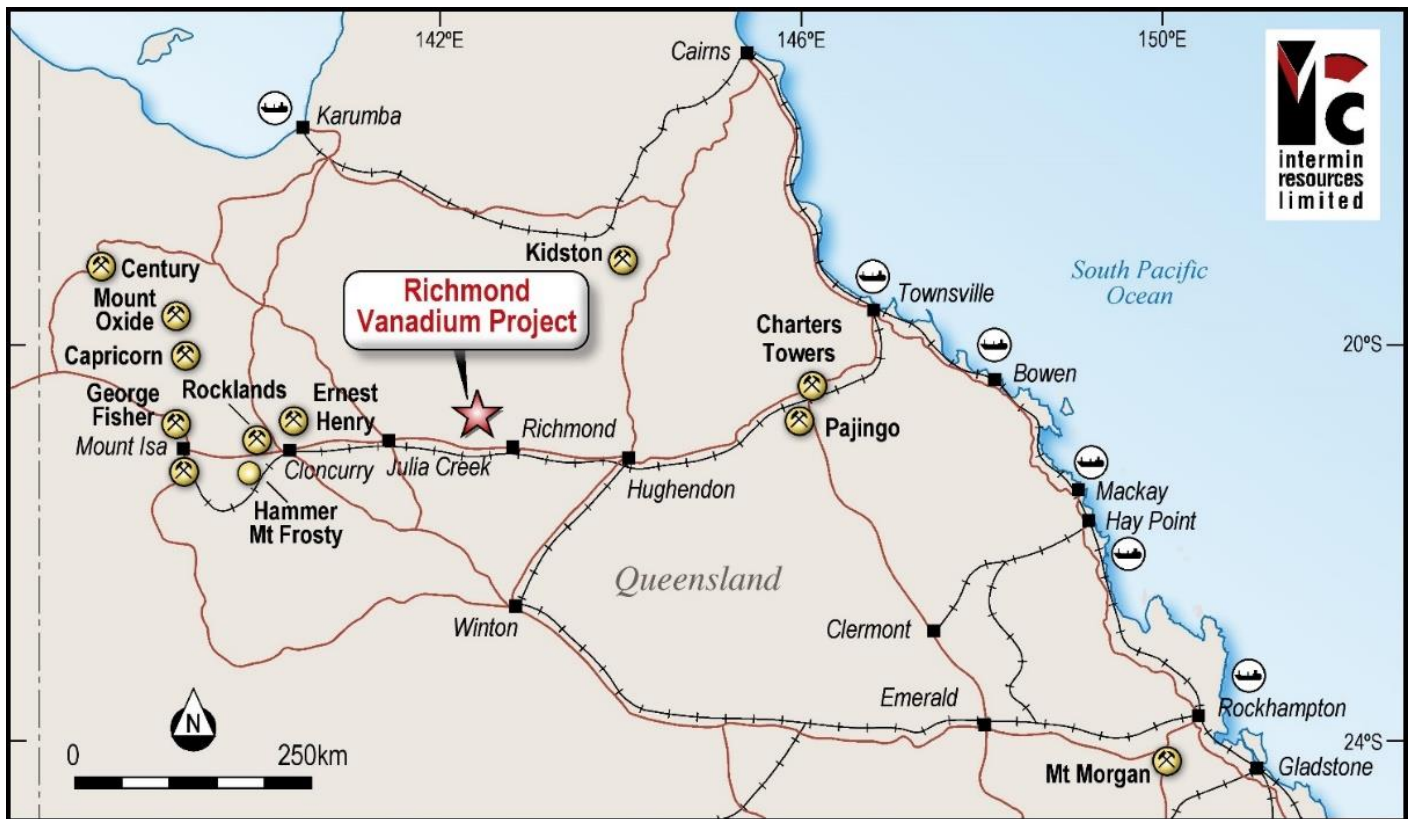 142ºE
146ºE
150ºE
Cairns
Karumba
intermin
resources
limited
Kidston
Century
Mount
Oxide
Capricorn
Richmond
Vanadium Project
South Pacific
Ocean
Townsville
Charters
Towers
20ºS
Bowen
George
Fisher
Rocklands
Ernest
Henry
Mount Isa
Cloncurry
Julia Creek
Richmond
Pajingo
Hughendon
Hammer
Mt Frosty
Mackay
Hay Point
Queensland
Winton
Clermont
Emerald
Rockhampton
N
0
250km
Mt Morgan
24ºS
Gladstone